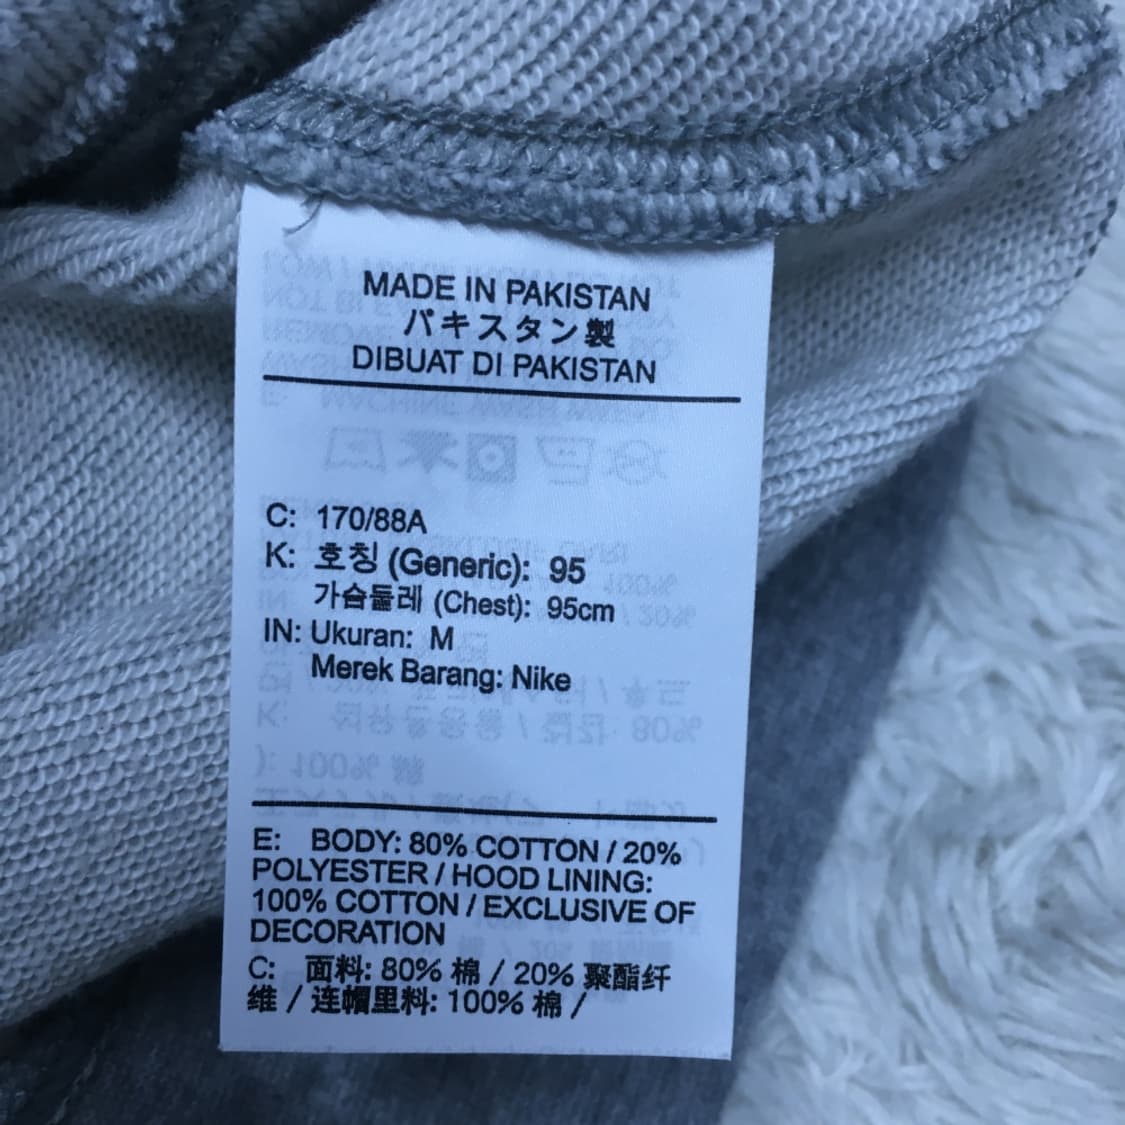 MADE IN PAKISTAN
パキスタン製
DIBUAT DI PAKISTAN
C: 170/88A
K: 호칭 (Generic): 95
가슴둘레 (Chest): 95cm
IN: Ukuran: M
Merek Barang: Nike
E: BODY: 80% COTTON / 20%
POLYESTER / HOOD LINING:
100% COTTON / EXCLUSIVE OF
DECORATION
C: 面料: 80% 棉 / 20% 聚酯纤
维 / 连帽里料: 100% 棉 /